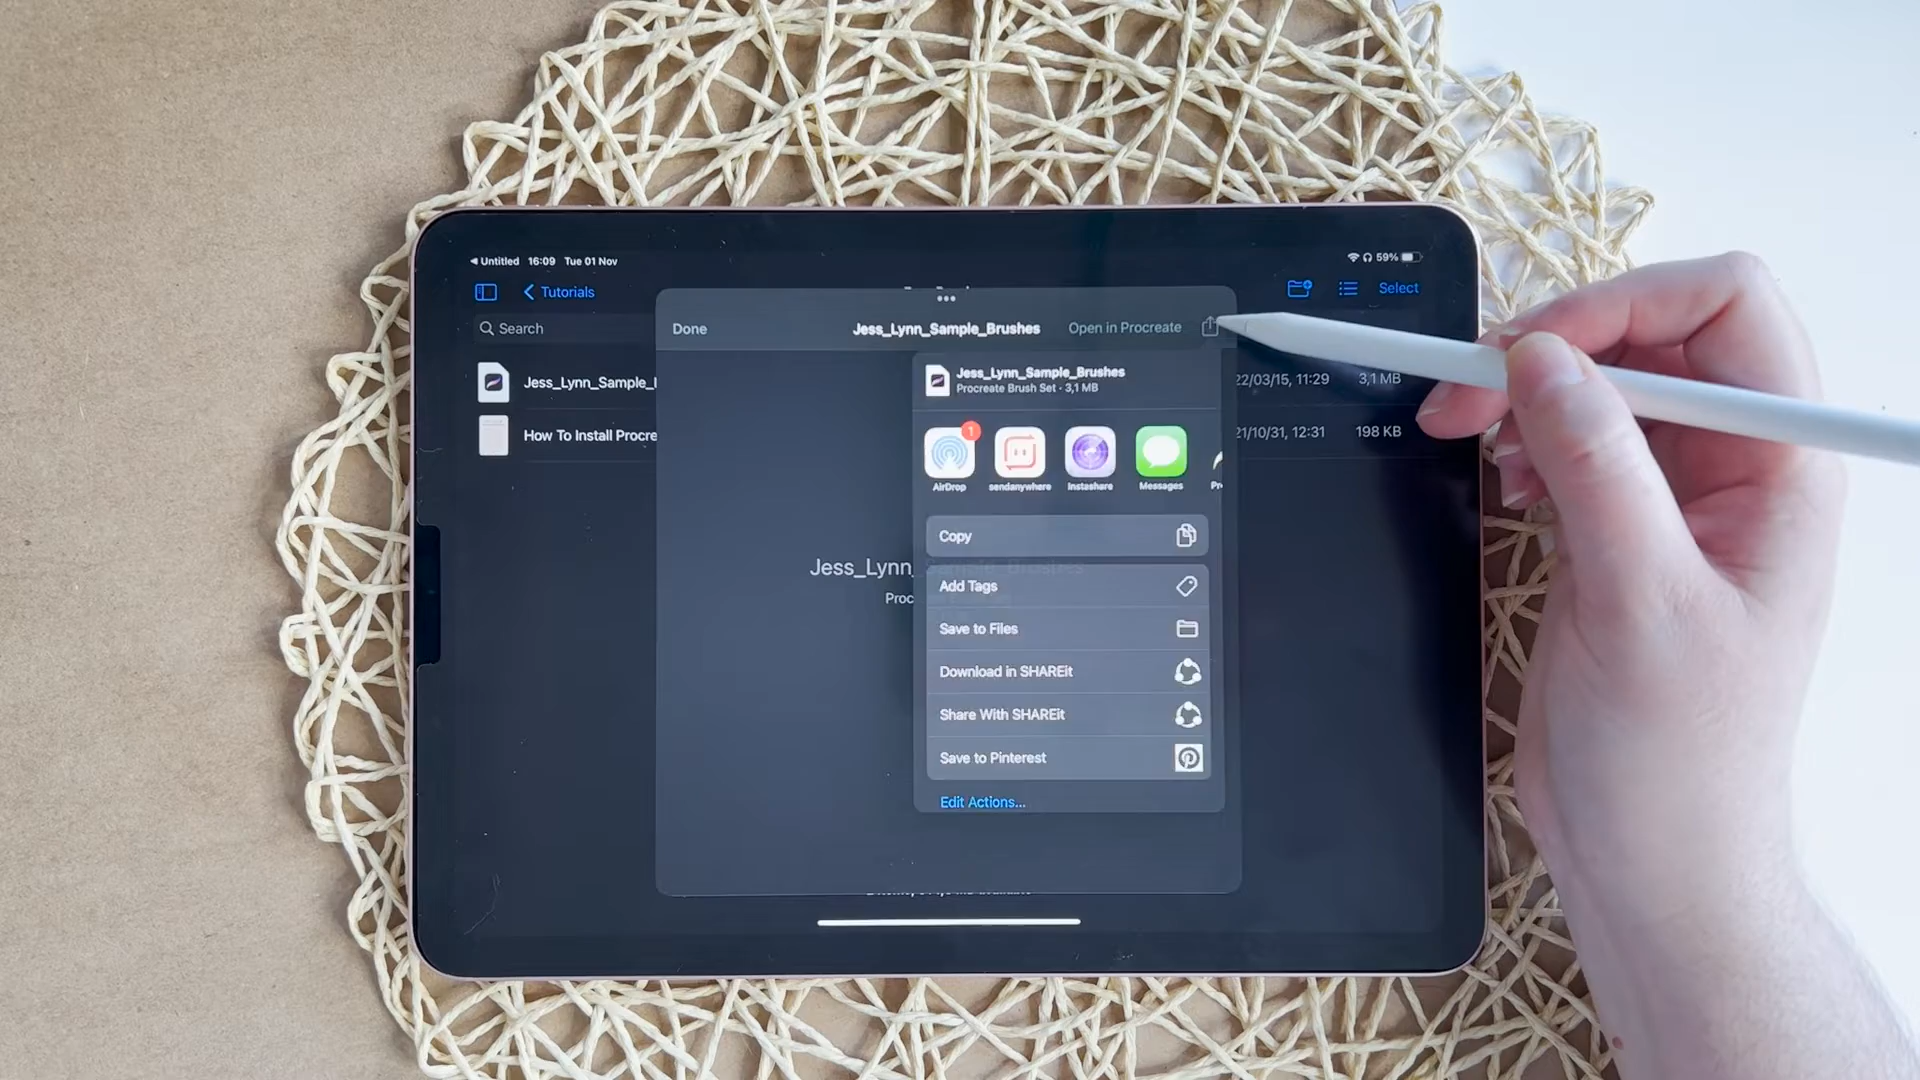 Untitled 16:09 Tue 01 Nov
59%
Tutorials
Select
Search
Done
Jess_Lynn_Sample_Brushes
Open in Procreate
Jess_Lynn_Sample_
22/03/15, 11:29
3,1 MB
How To Install Procre
21/10/31, 12:31
198 KB
Jess_Lynn_Sample_Brushes
Procreate Brush Set · 3,1 MB
1
AirDrop
sendanywhere
Instashare
Messages
Pr
Copy
Jess_Lynn_Sample_Brushes
Proc
Add Tags
Save to Files
Download in SHAREit
Share With SHAREit
Save to Pinterest
Edit Actions...